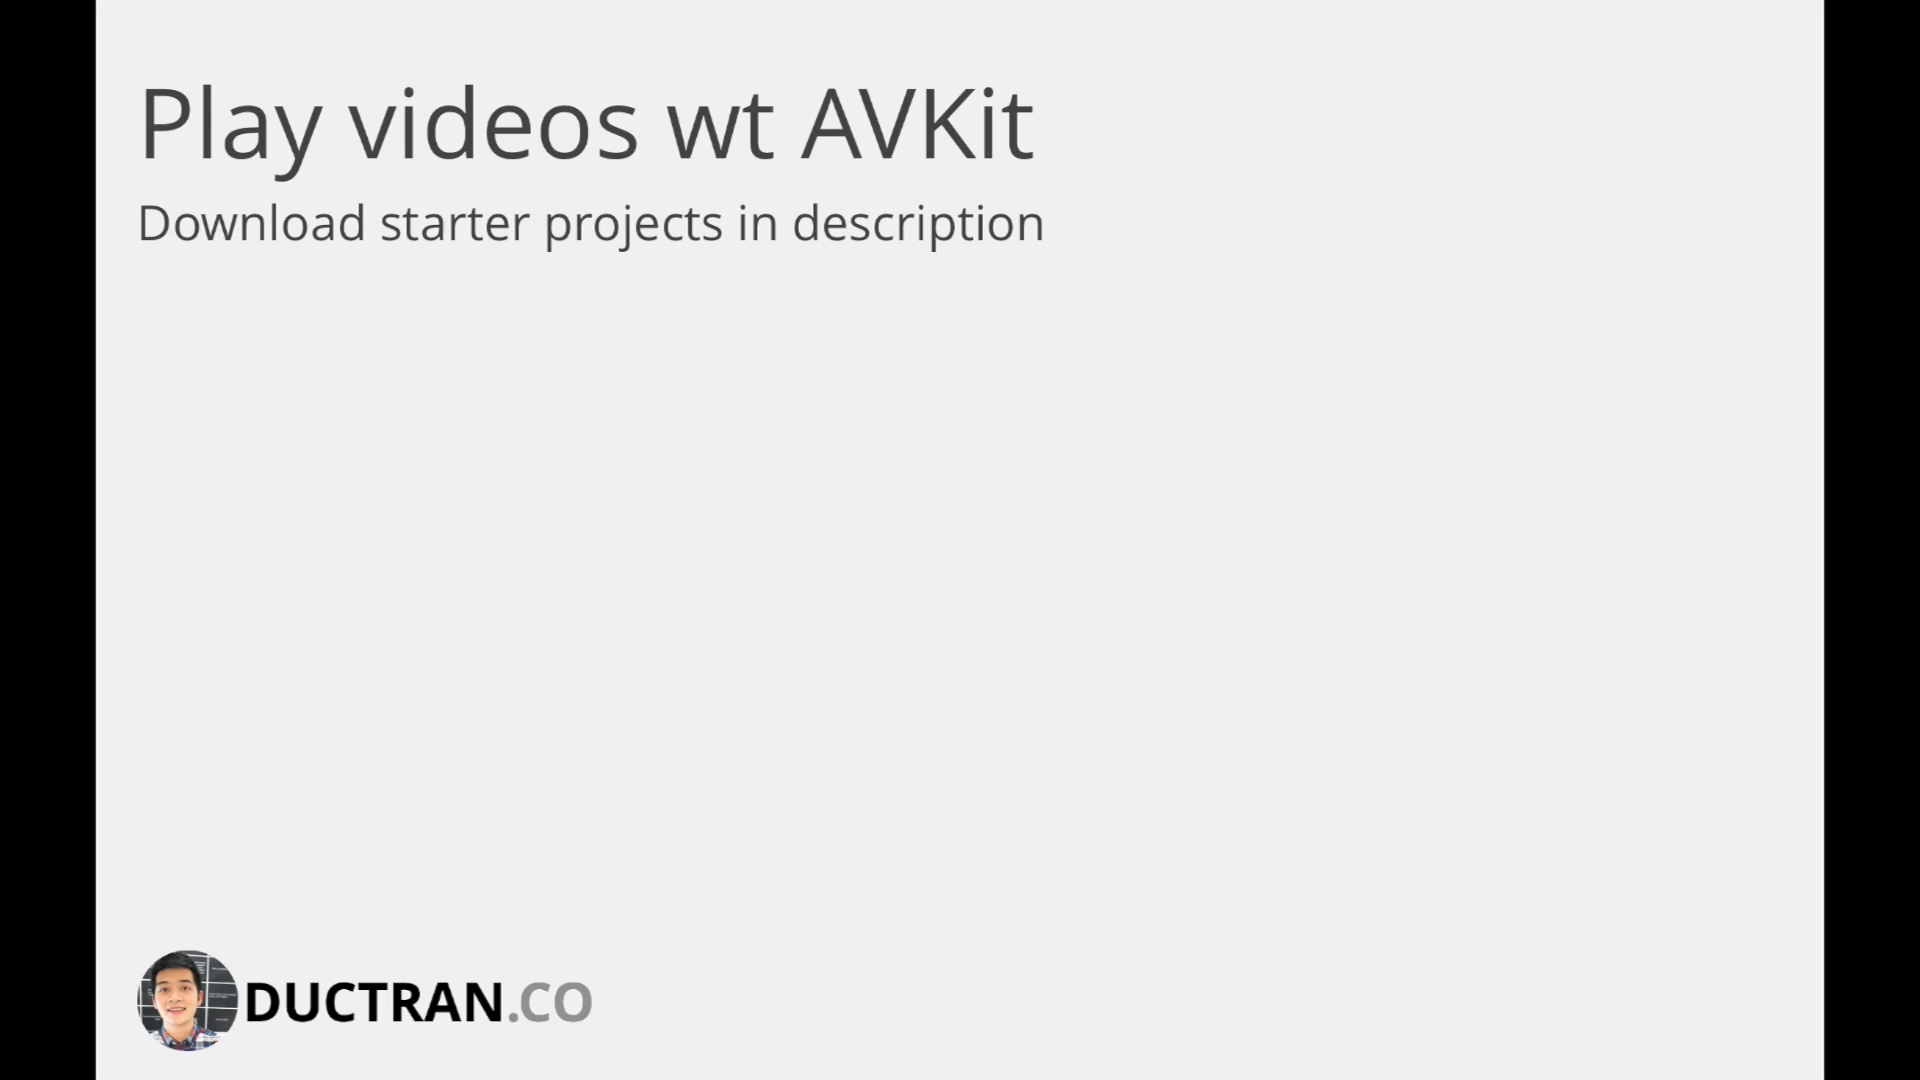 Play videos wt AVKit
Download starter projects in description
DUCTRAN.CO